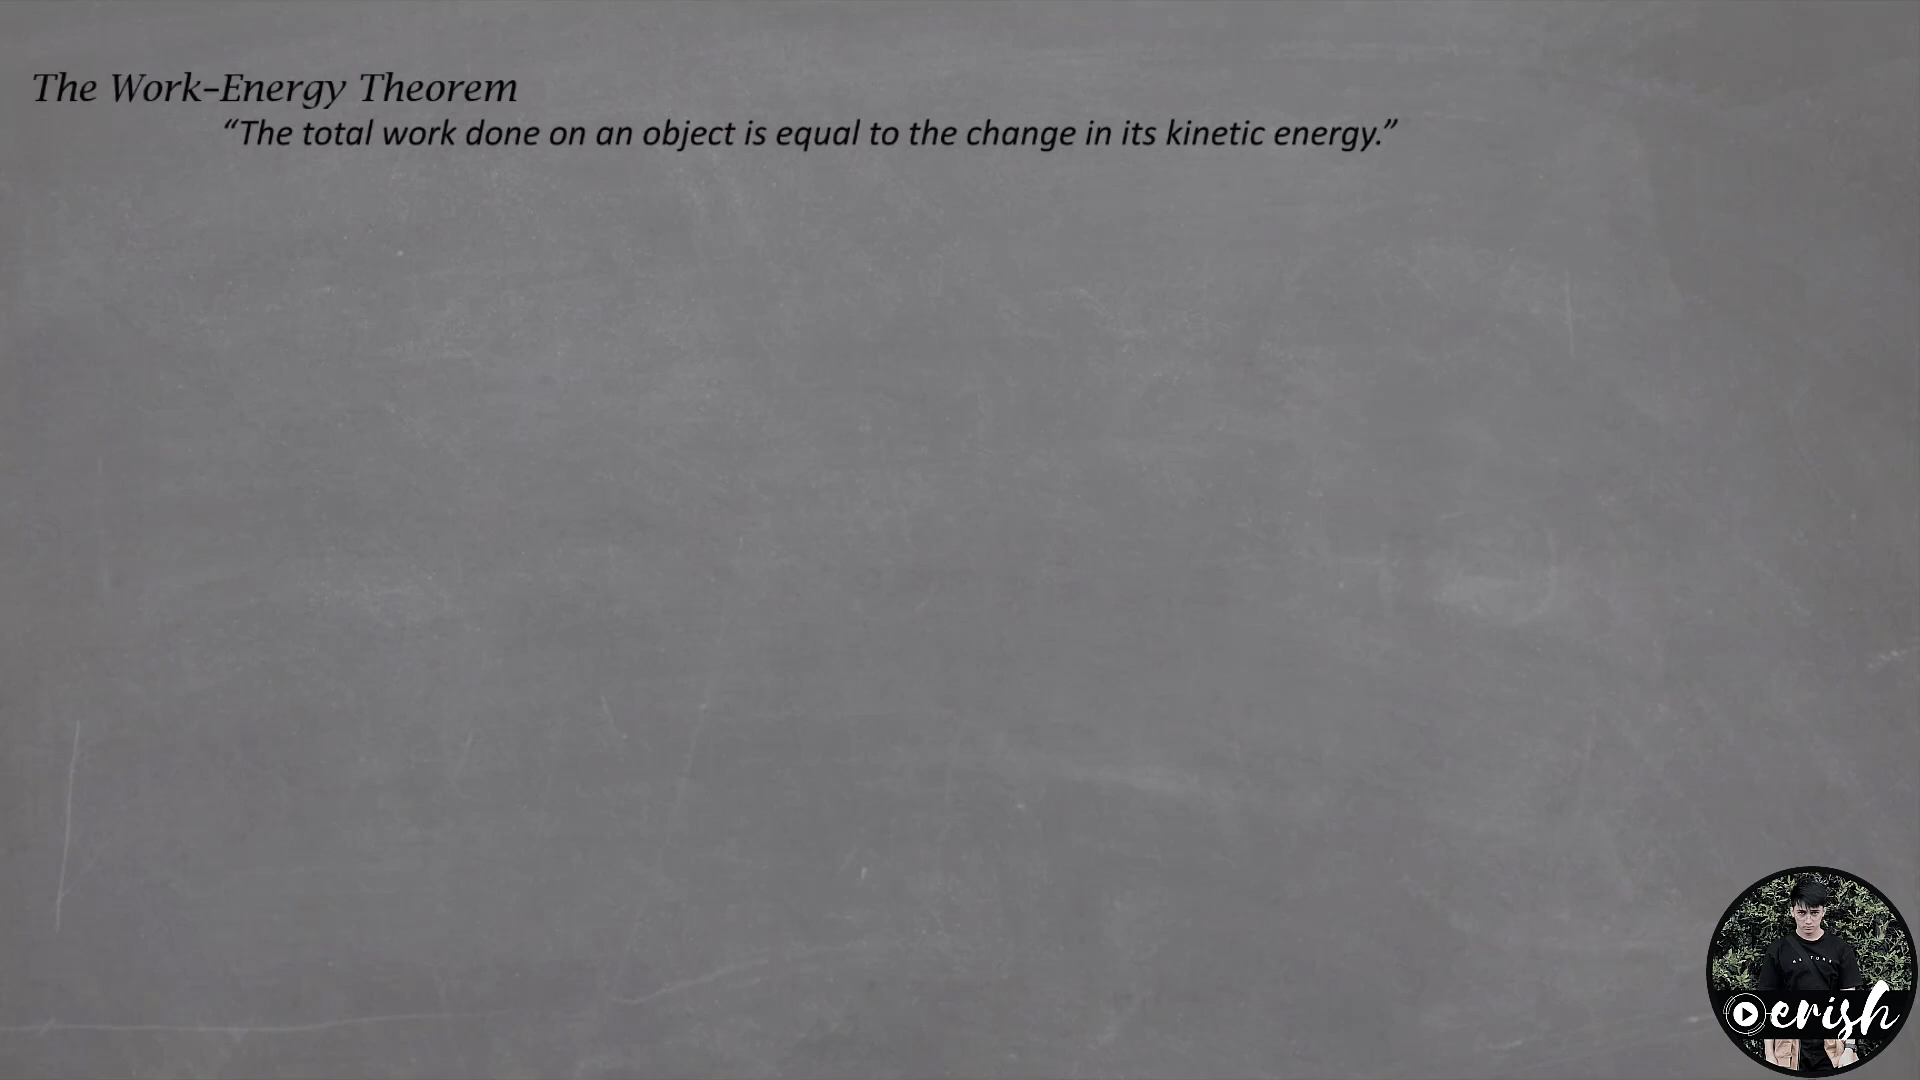 The Work-Energy Theorem
“The total work done on an object is equal to the change in its kinetic energy.”
erish